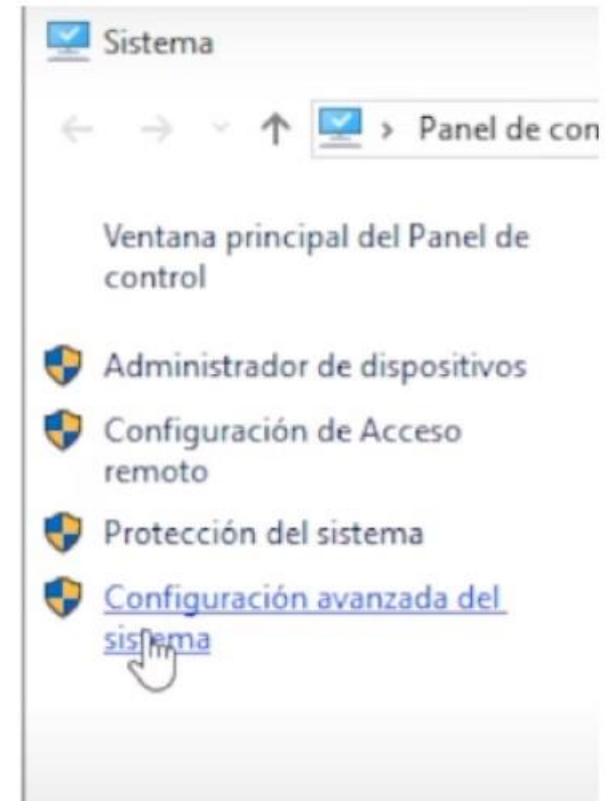 Sistema
Panel de con
Ventana principal del Panel de
control
Administrador de dispositivos
Configuración de Acceso
remoto
Protección del sistema
Configuración avanzada del
sistema